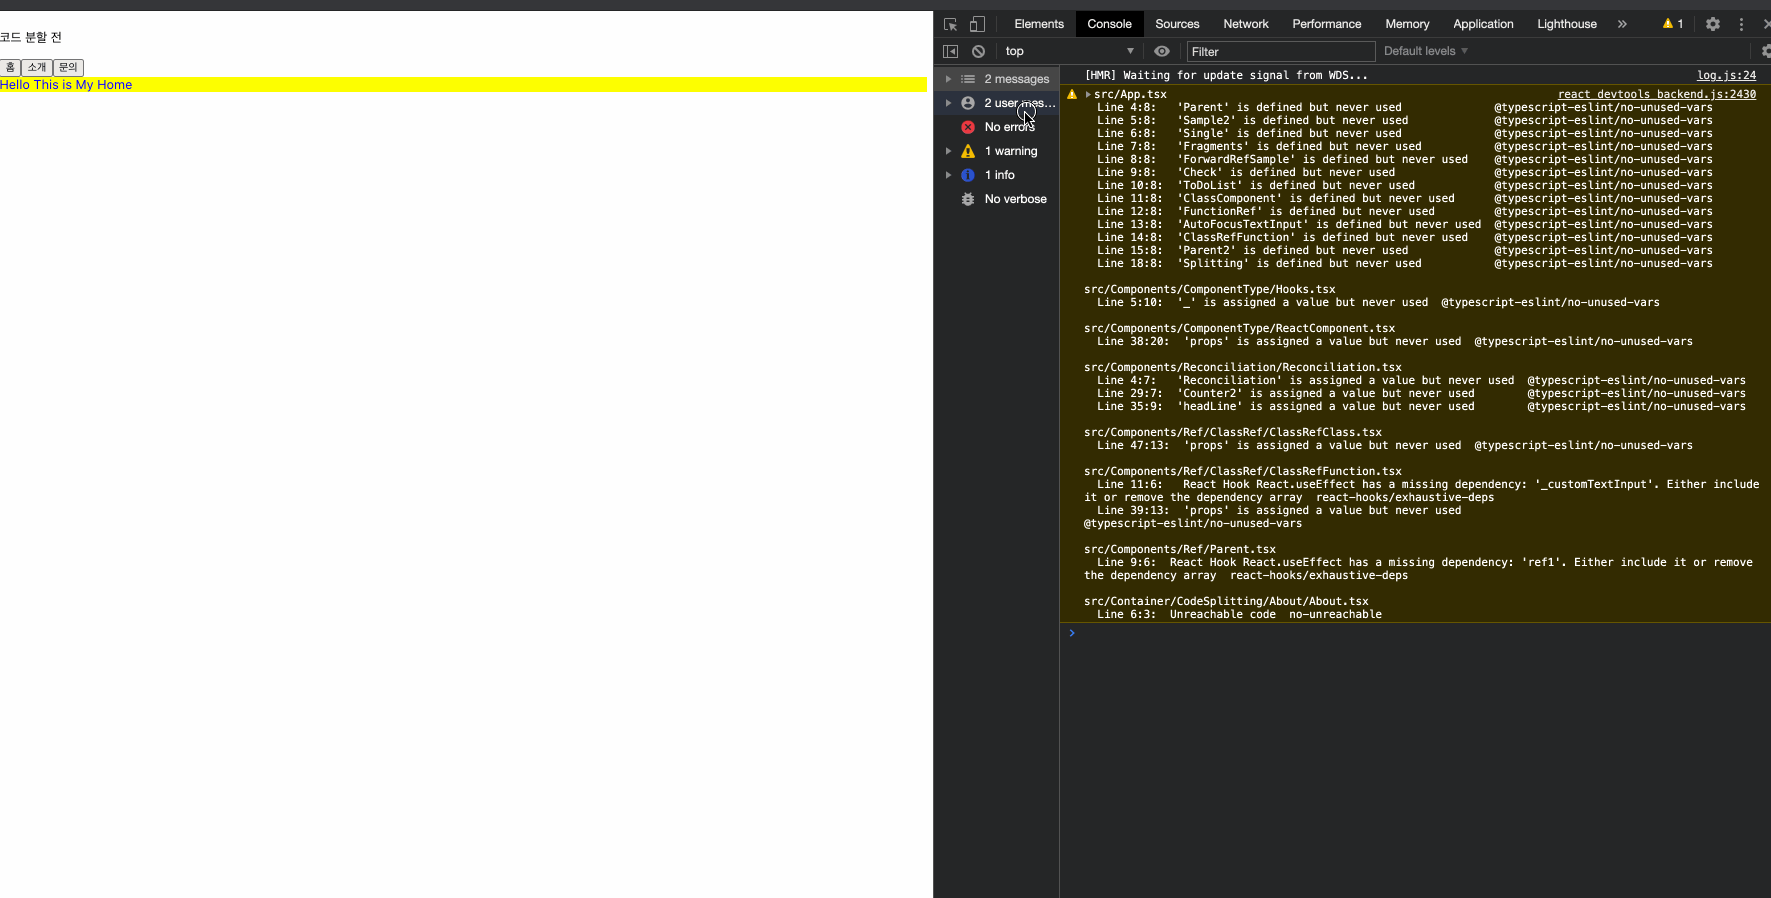 코드 분할 전
홈 소개 문의
Hello This is My Home
Elements Console Sources Network Performance Memory Application Lighthouse » 1
top Filter Default levels
2 messages
2 user mes...
No errors
1 warning
1 info
No verbose
[HMR] Waiting for update signal from WDS... log.js:24
src/App.tsx react_devtools_backend.js:2430
Line 4:8: 'Parent' is defined but never used @typescript-eslint/no-unused-vars
Line 5:8: 'Sample2' is defined but never used @typescript-eslint/no-unused-vars
Line 6:8: 'Single' is defined but never used @typescript-eslint/no-unused-vars
Line 7:8: 'Fragments' is defined but never used @typescript-eslint/no-unused-vars
Line 8:8: 'ForwardRefSample' is defined but never used @typescript-eslint/no-unused-vars
Line 9:8: 'Check' is defined but never used @typescript-eslint/no-unused-vars
Line 10:8: 'ToDoList' is defined but never used @typescript-eslint/no-unused-vars
Line 11:8: 'ClassComponent' is defined but never used @typescript-eslint/no-unused-vars
Line 12:8: 'FunctionRef' is defined but never used @typescript-eslint/no-unused-vars
Line 13:8: 'AutoFocusTextInput' is defined but never used @typescript-eslint/no-unused-vars
Line 14:8: 'ClassRefFunction' is defined but never used @typescript-eslint/no-unused-vars
Line 15:8: 'Parent2' is defined but never used @typescript-eslint/no-unused-vars
Line 18:8: 'Splitting' is defined but never used @typescript-eslint/no-unused-vars
src/Components/ComponentType/Hooks.tsx
Line 5:10: '_' is assigned a value but never used @typescript-eslint/no-unused-vars
src/Components/ComponentType/ReactComponent.tsx
Line 38:20: 'props' is assigned a value but never used @typescript-eslint/no-unused-vars
src/Components/Reconciliation/Reconciliation.tsx
Line 4:7: 'Reconciliation' is assigned a value but never used @typescript-eslint/no-unused-vars
Line 29:7: 'Counter2' is assigned a value but never used @typescript-eslint/no-unused-vars
Line 35:9: 'headLine' is assigned a value but never used @typescript-eslint/no-unused-vars
src/Components/Ref/ClassRef/ClassRefClass.tsx
Line 47:13: 'props' is assigned a value but never used @typescript-eslint/no-unused-vars
src/Components/Ref/ClassRef/ClassRefFunction.tsx
Line 11:6: React Hook React.useEffect has a missing dependency: '_customTextInput'. Either include
it or remove the dependency array react-hooks/exhaustive-deps
Line 39:13: 'props' is assigned a value but never used
@typescript-eslint/no-unused-vars
src/Components/Ref/Parent.tsx
Line 9:6: React Hook React.useEffect has a missing dependency: 'ref1'. Either include it or remove
the dependency array react-hooks/exhaustive-deps
src/Container/CodeSplitting/About/About.tsx
Line 6:3: Unreachable code no-unreachable